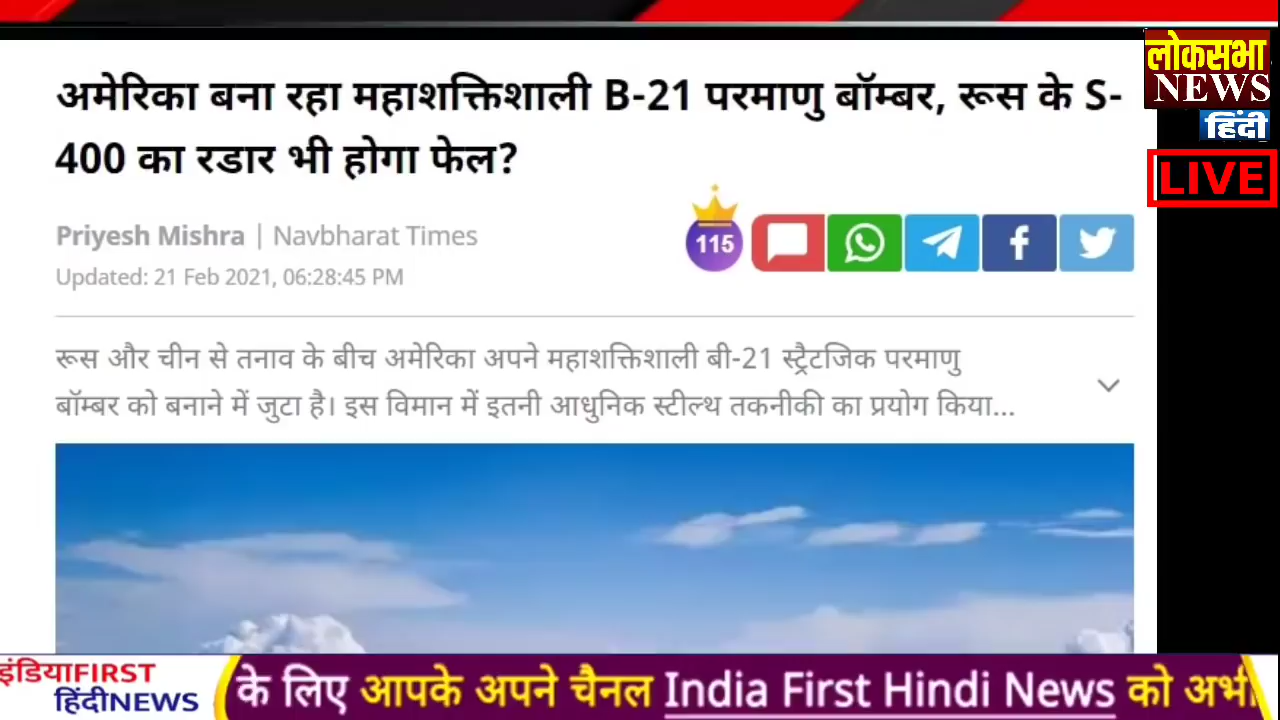 लोकसभा
NEWS
हिंदी
LIVE
अमेरिका बना रहा महाशक्तिशाली B-21 परमाणु बॉम्बर, रूस के S-
400 का रडार भी होगा फेल?
Priyesh Mishra | Navbharat Times
115
Updated: 21 Feb 2021, 06:28:45 PM
रूस और चीन से तनाव के बीच अमेरिका अपने महाशक्तिशाली बी-21 स्ट्रैटजिक परमाणु
बॉम्बर को बनाने में जुटा है। इस विमान में इतनी आधुनिक स्टील्थ तकनीकी का प्रयोग किया...
इंडियाFIRST
हिंदीNEWS
के लिए आपके अपने चैनल India First Hindi News को अभी